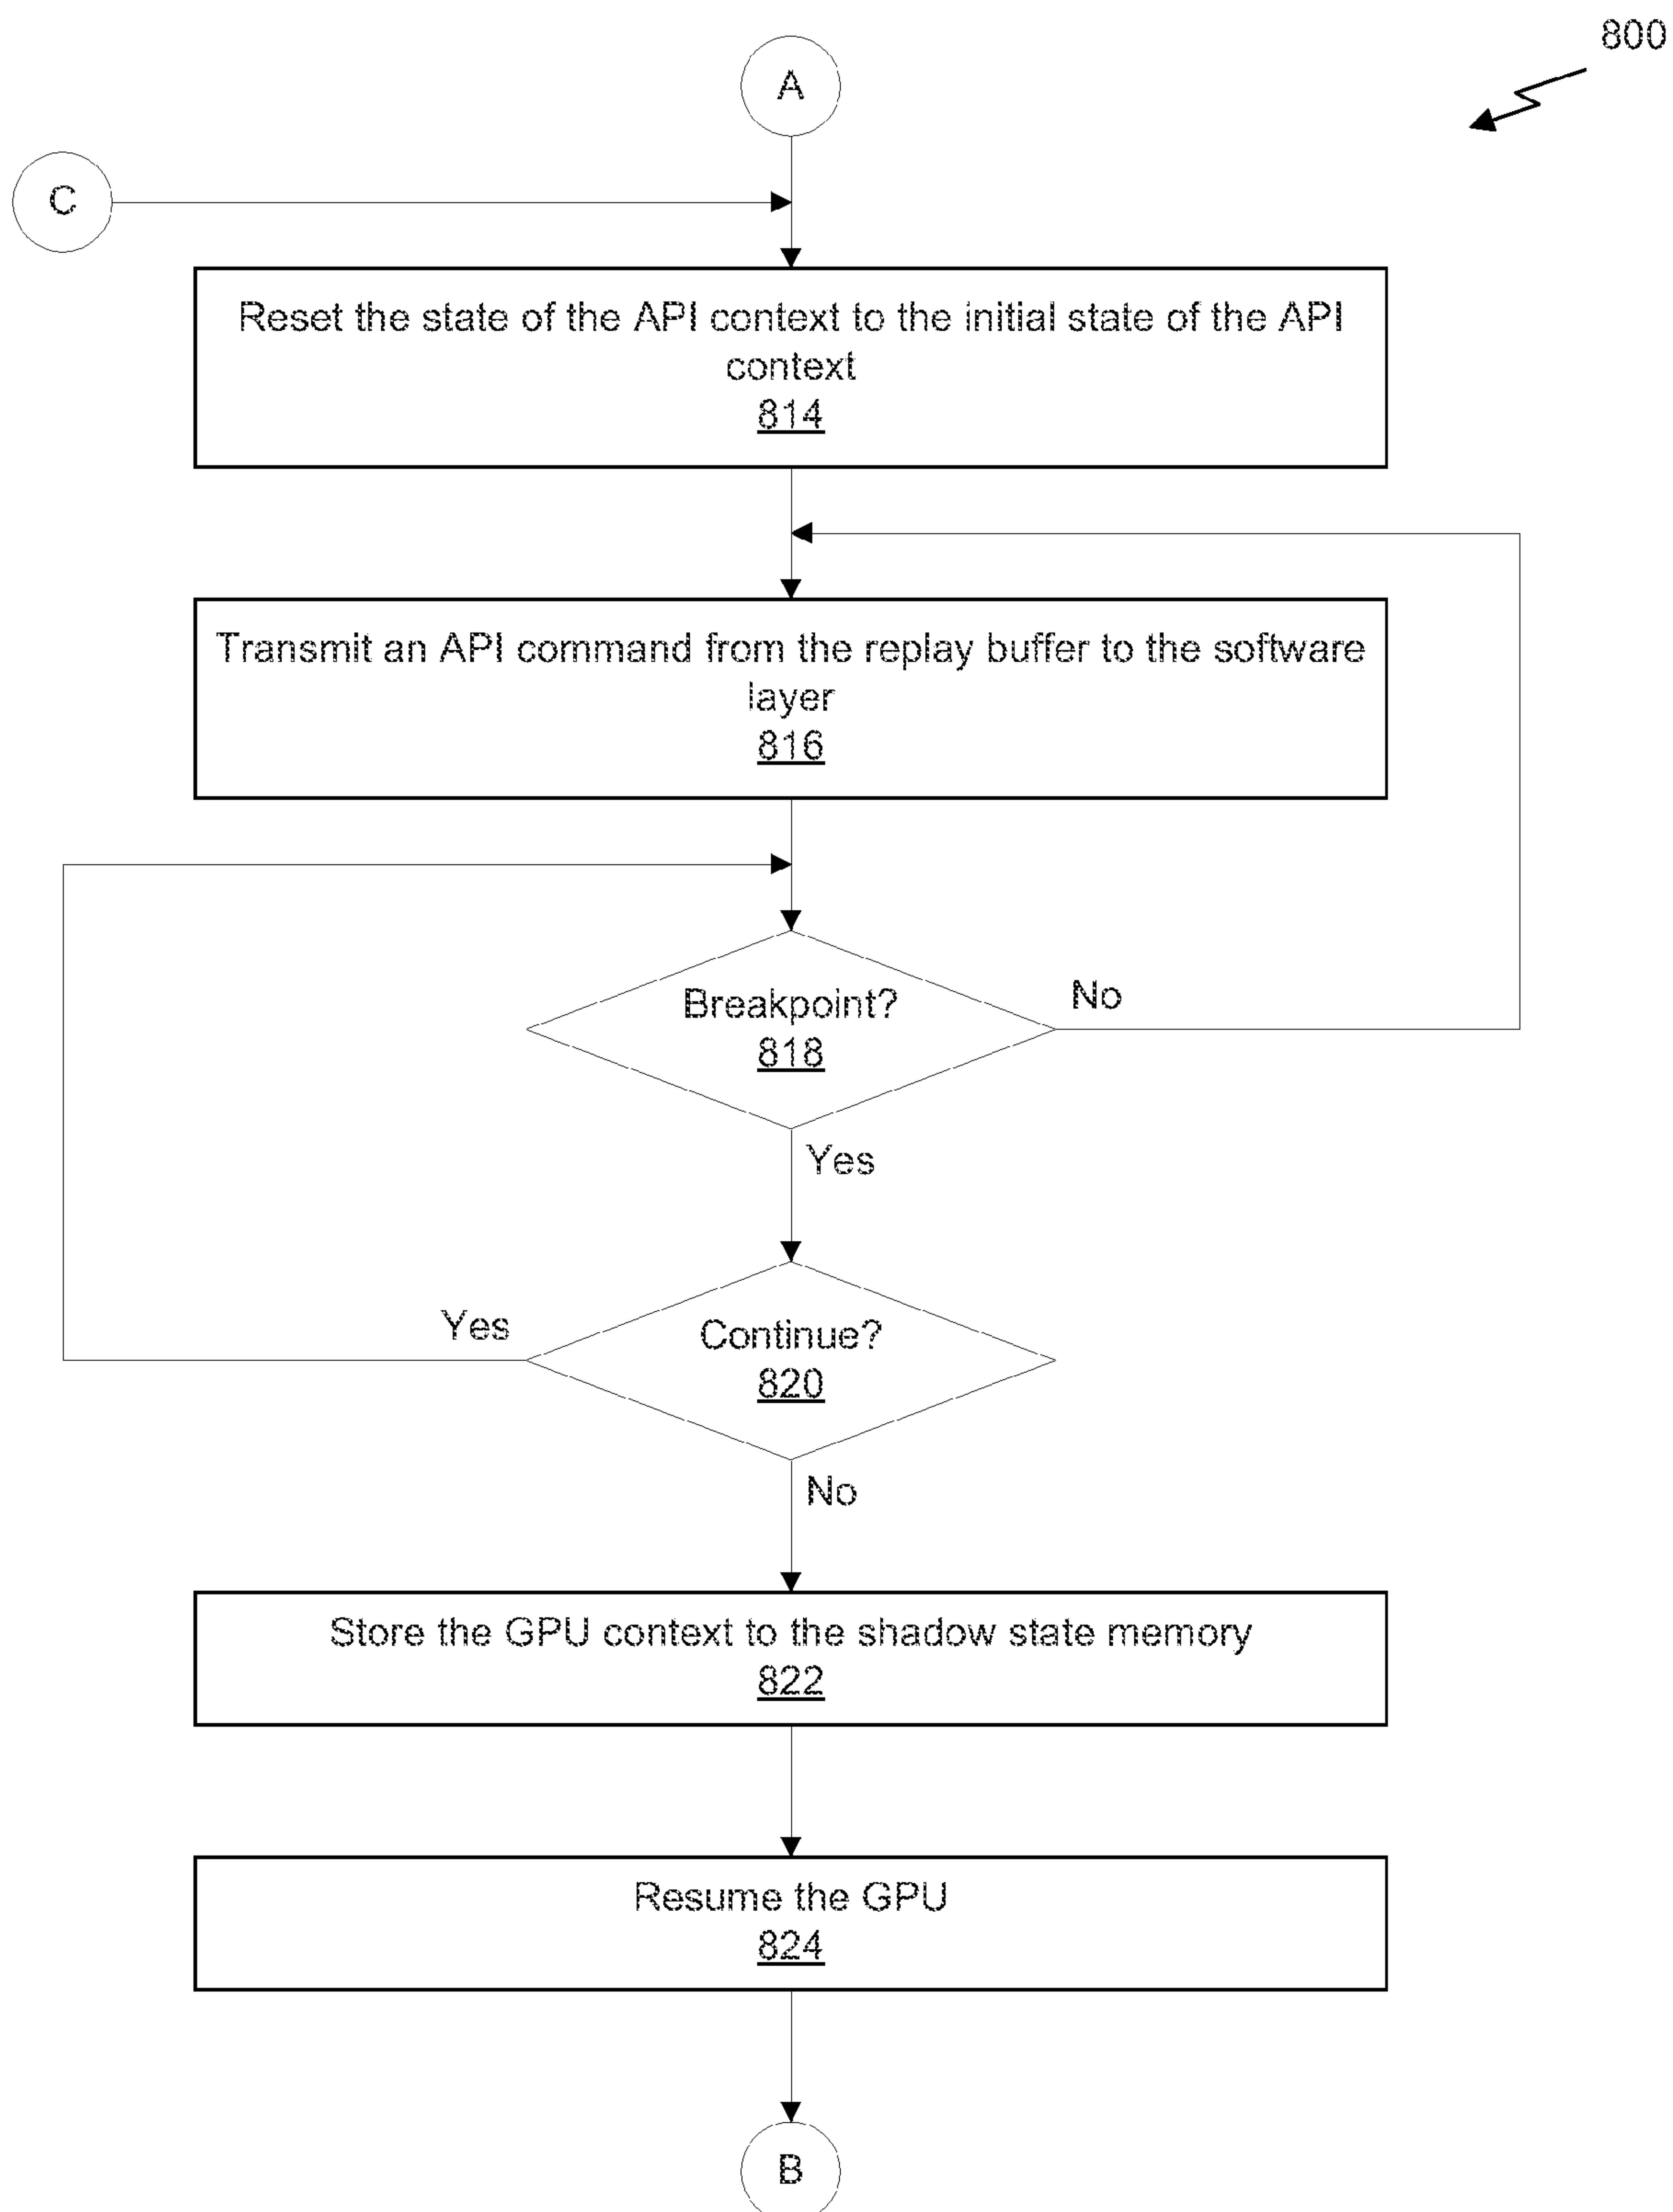 800
A
C
Reset the state of the API context to the initial state of the API
context
814
Transmit an API command from the replay buffer to the software
layer
816
Breakpoint?
818
No
Yes
Continue?
820
Yes
No
Store the GPU context to the shadow state memory
822
Resume the GPU
824
B